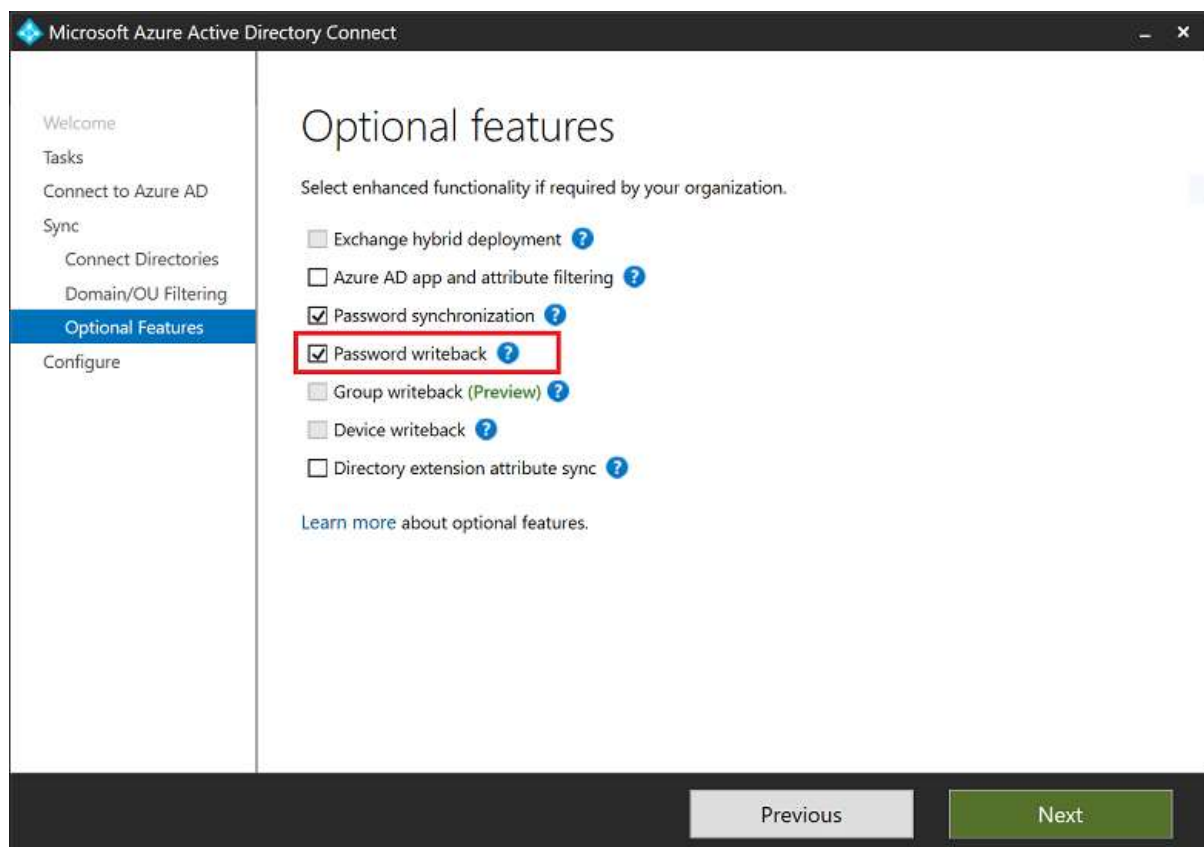 Microsoft Azure Active Directory Connect
Welcome
Tasks
Connect to Azure AD
Sync
Connect Directories
Domain/OU Filtering
Optional Features
Configure
Optional features
Select enhanced functionality if required by your organization.
Exchange hybrid deployment ?
Azure AD app and attribute filtering ?
Password synchronization ?
Password writeback ?
Group writeback (Preview) ?
Device writeback ?
Directory extension attribute sync ?
Learn more about optional features.
Previous
Next